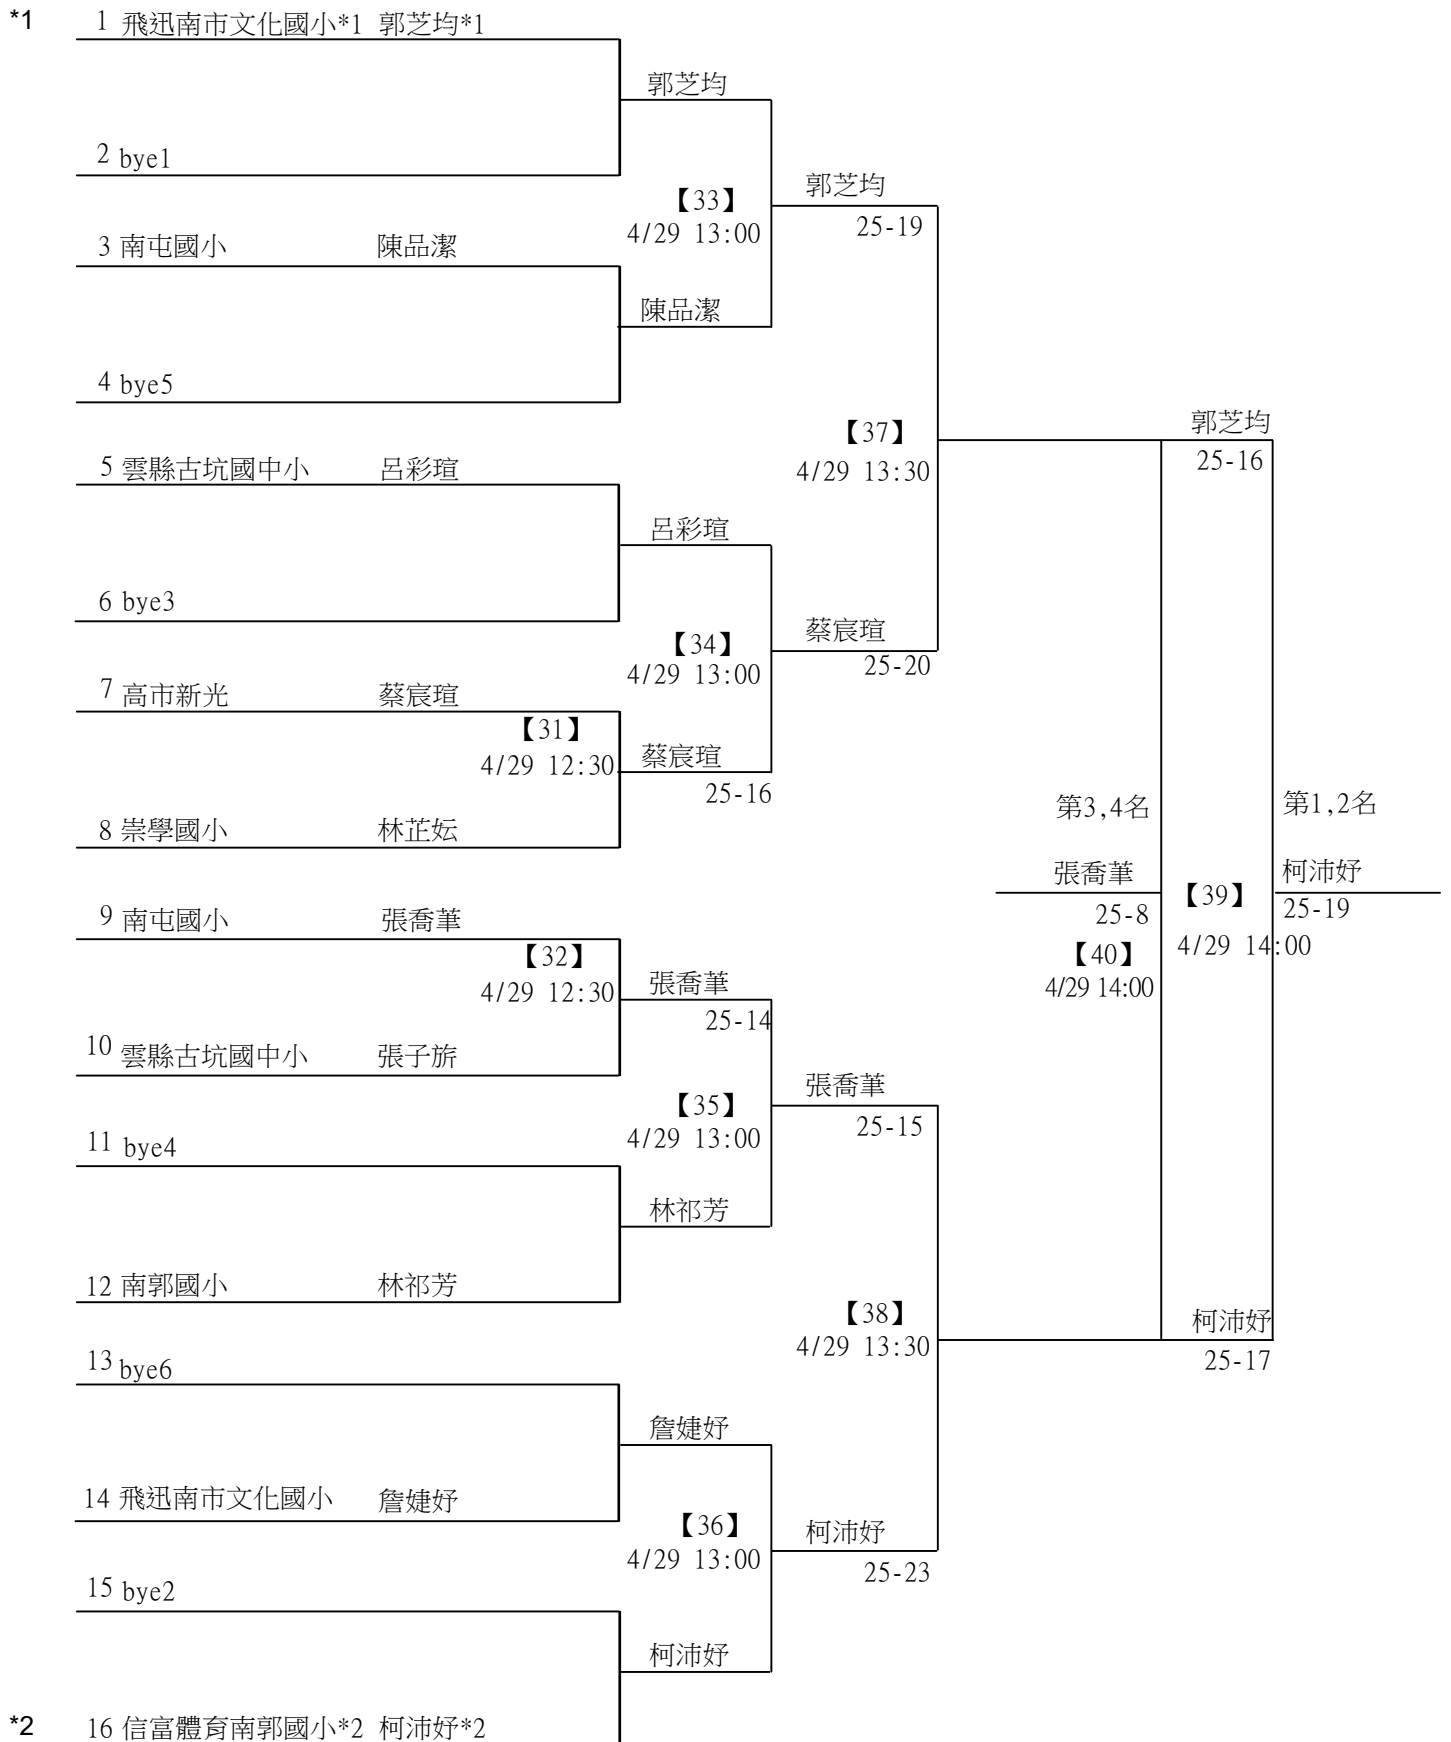 *1 1 飛迅南市文化國小*1 郭芝均*1
郭芝均
2 bye1
郭芝均
【33】
25-19
4/29 13:00
3 南屯國小 陳品潔
陳品潔
4 bye5
郭芝均
【37】
25-16
5 雲縣古坑國中小 呂彩瑄
4/29 13:30
呂彩瑄
6 bye3
蔡宸瑄
【34】
25-20
4/29 13:00
7 高市新光 蔡宸瑄
【31】
蔡宸瑄
4/29 12:30
25-16
第3,4名 第1,2名
8 崇學國小 林芷妘
張喬葦 柯沛妤
【39】
25-8 25-19
9 南屯國小 張喬葦
4/29 14:00
【32】
【40】
4/29 12:30
張喬葦
4/29 14:00
25-14
10 雲縣古坑國中小 張子旂
張喬葦
【35】
25-15
4/29 13:00
11 bye4
林祁芳
12 南郭國小 林祁芳
【38】
柯沛妤
4/29 13:30
25-17
13 bye6
詹婕妤
14 飛迅南市文化國小 詹婕妤
【36】
柯沛妤
4/29 13:00
25-23
15 bye2
柯沛妤
*2 16 信富體育南郭國小*2 柯沛妤*2